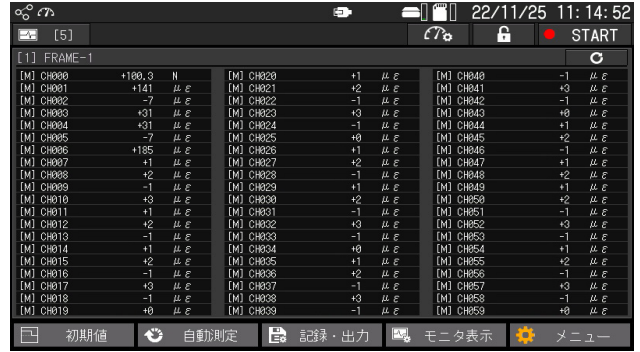 22/11/25 11:14:52
[5] START
[1] FRAME-1
[M] CH000 +100.3 N [M] CH020 +1 με [M] CH040 -1 με
[M] CH001 +141 με [M] CH021 +2 με [M] CH041 +3 με
[M] CH002 -7 με [M] CH022 -1 με [M] CH042 -1 με
[M] CH003 +31 με [M] CH023 +3 με [M] CH043 +0 με
[M] CH004 +31 με [M] CH024 -1 με [M] CH044 +1 με
[M] CH005 -7 με [M] CH025 +0 με [M] CH045 +2 με
[M] CH006 +185 με [M] CH026 +1 με [M] CH046 -1 με
[M] CH007 +1 με [M] CH027 +2 με [M] CH047 +1 με
[M] CH008 +2 με [M] CH028 -1 με [M] CH048 +2 με
[M] CH009 -1 με [M] CH029 +1 με [M] CH049 +1 με
[M] CH010 +3 με [M] CH030 +2 με [M] CH050 +2 με
[M] CH011 +1 με [M] CH031 -1 με [M] CH051 -1 με
[M] CH012 +2 με [M] CH032 +3 με [M] CH052 +3 με
[M] CH013 -1 με [M] CH033 -1 με [M] CH053 -1 με
[M] CH014 +1 με [M] CH034 +0 με [M] CH054 +1 με
[M] CH015 +2 με [M] CH035 +1 με [M] CH055 +2 με
[M] CH016 -1 με [M] CH036 +2 με [M] CH056 -1 με
[M] CH017 +3 με [M] CH037 -1 με [M] CH057 +3 με
[M] CH018 -1 με [M] CH038 +3 με [M] CH058 -1 με
[M] CH019 +0 με [M] CH039 -1 με [M] CH059 +0 με
初期値 自動測定 記録・出力 モニタ表示 メニュー